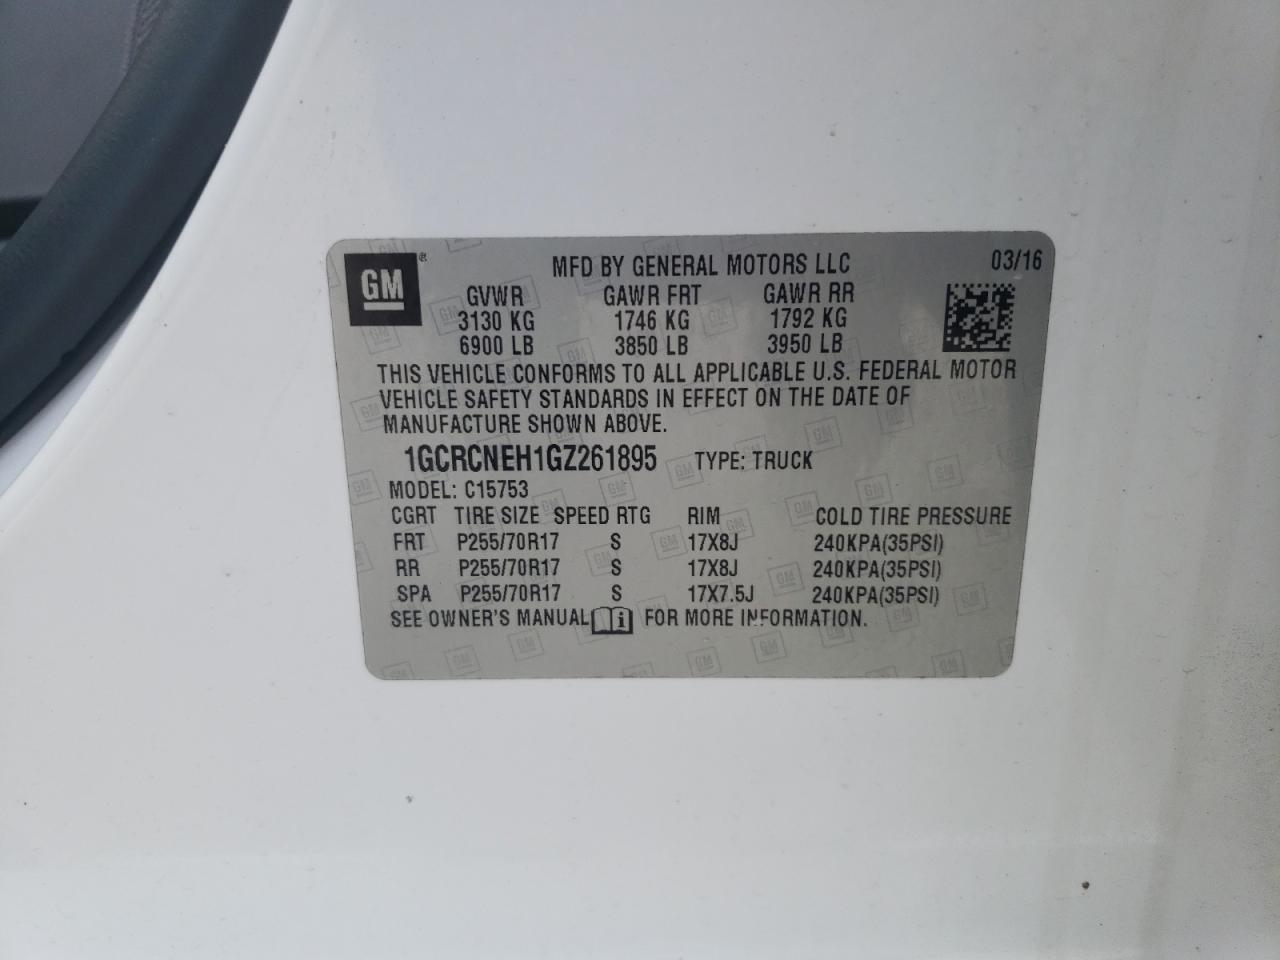 GM®
MFD BY GENERAL MOTORS LLC 03/16
GVWR GAWR FRT GAWR RR
3130 KG 1746 KG 1792 KG
6900 LB 3850 LB 3950 LB
THIS VEHICLE CONFORMS TO ALL APPLICABLE U.S. FEDERAL MOTOR
VEHICLE SAFETY STANDARDS IN EFFECT ON THE DATE OF
MANUFACTURE SHOWN ABOVE.
1GCRCNEH1GZ261895 TYPE: TRUCK
MODEL: C15753
CGRT TIRE SIZE SPEED RTG RIM COLD TIRE PRESSURE
FRT P255/70R17 S 17X8J 240KPA(35PSI)
RR P255/70R17 S 17X8J 240KPA(35PSI)
SPA P255/70R17 S 17X7.5J 240KPA(35PSI)
SEE OWNER'S MANUAL i FOR MORE INFORMATION.